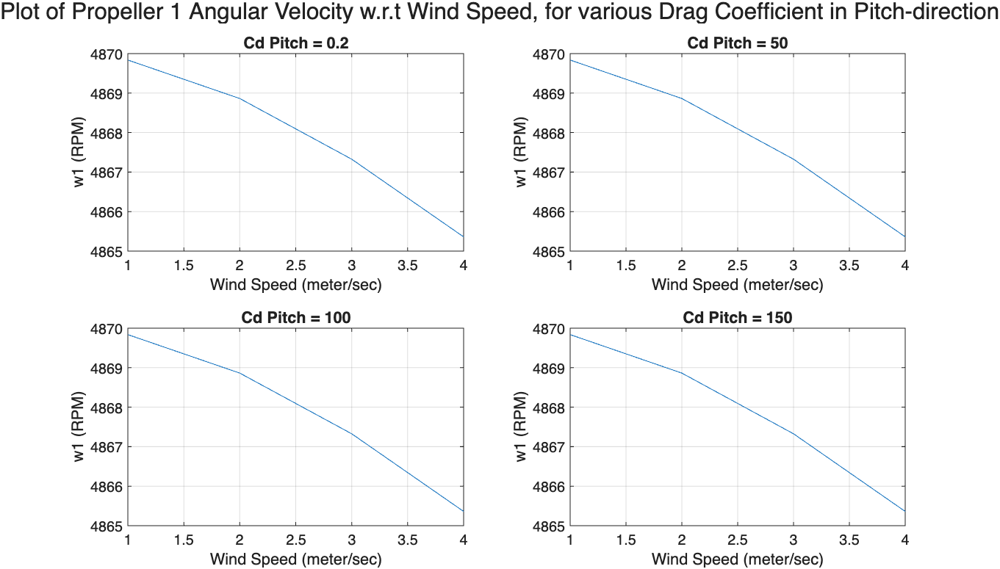 Plot of Propeller 1 Angular Velocity w.r.t Wind Speed, for various Drag Coefficient in Pitch-direction
Cd Pitch = 0.2
4870
4869
4868
4867
4866
4865
w1 (RPM)
1 1.5 2 2.5 3 3.5 4
Wind Speed (meter/sec)
Cd Pitch = 50
4870
4869
4868
4867
4866
4865
w1 (RPM)
1 1.5 2 2.5 3 3.5 4
Wind Speed (meter/sec)
Cd Pitch = 100
4870
4869
4868
4867
4866
4865
w1 (RPM)
1 1.5 2 2.5 3 3.5 4
Wind Speed (meter/sec)
Cd Pitch = 150
4870
4869
4868
4867
4866
4865
w1 (RPM)
1 1.5 2 2.5 3 3.5 4
Wind Speed (meter/sec)